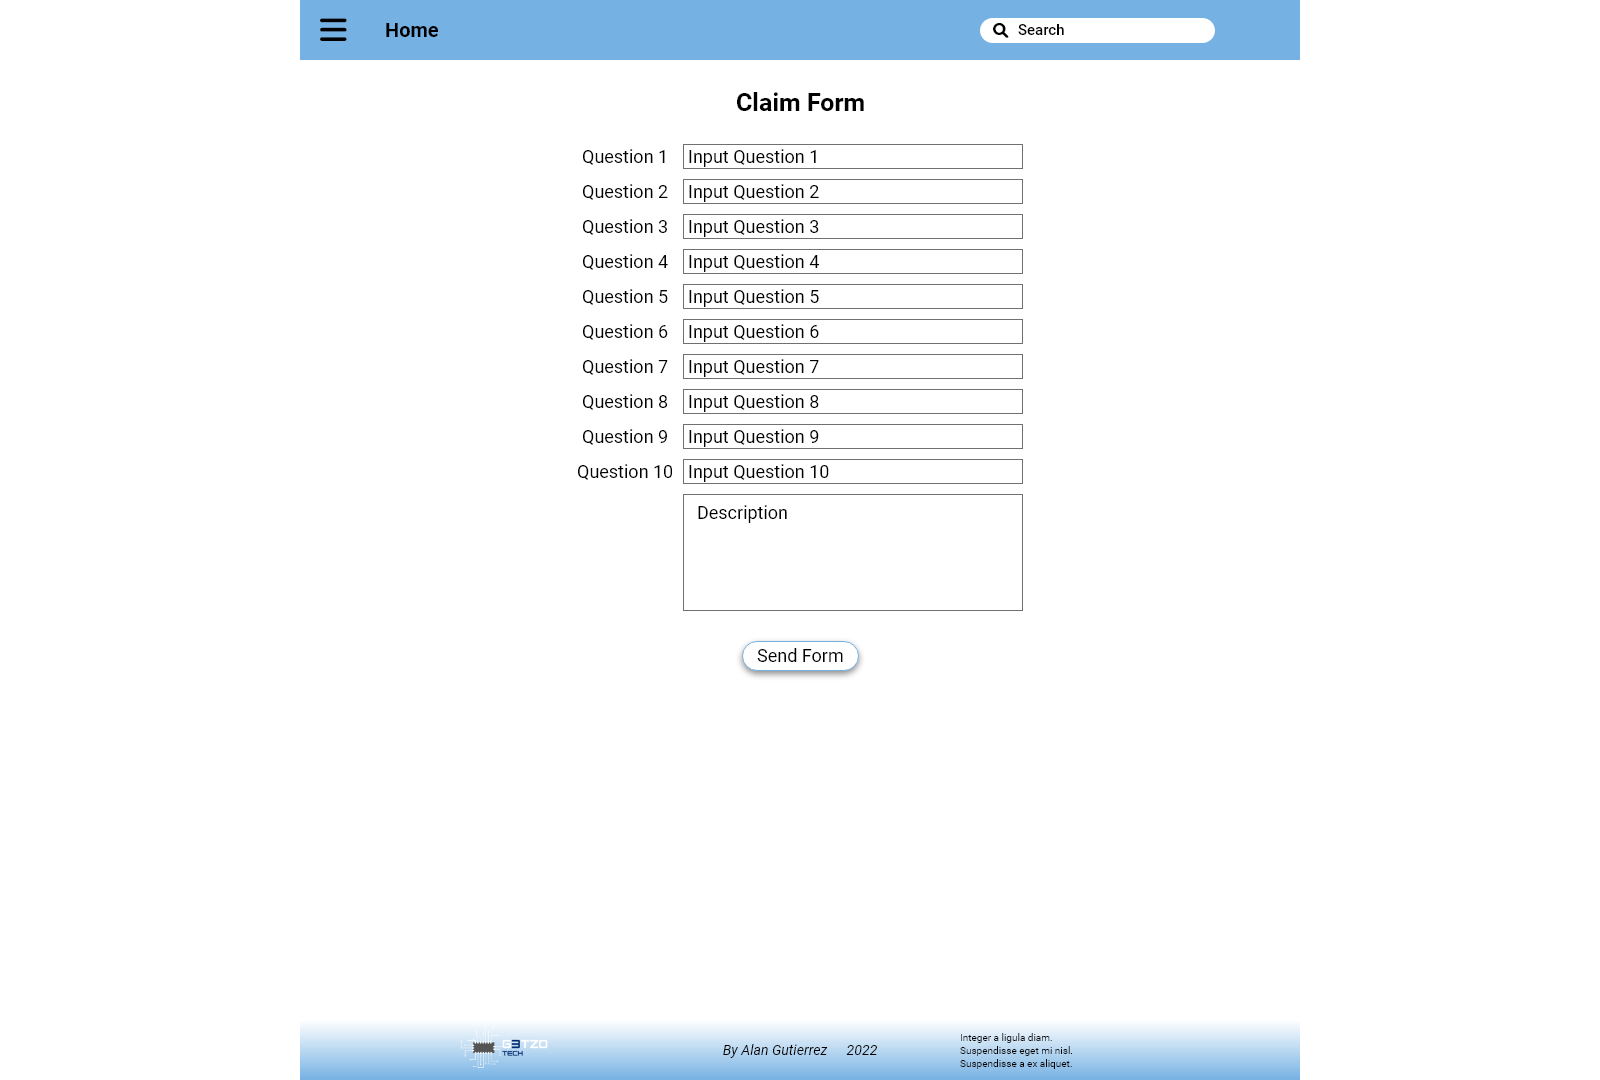 Home
Search
Claim Form
Question 1 Input Question 1
Question 2 Input Question 2
Question 3 Input Question 3
Question 4 Input Question 4
Question 5 Input Question 5
Question 6 Input Question 6
Question 7 Input Question 7
Question 8 Input Question 8
Question 9 Input Question 9
Question 10 Input Question 10
Description
Send Form
G3TZO
TECH
By Alan Gutierrez 2022
Integer a ligula diam.
Suspendisse eget mi nisl.
Suspendisse a ex aliquet.